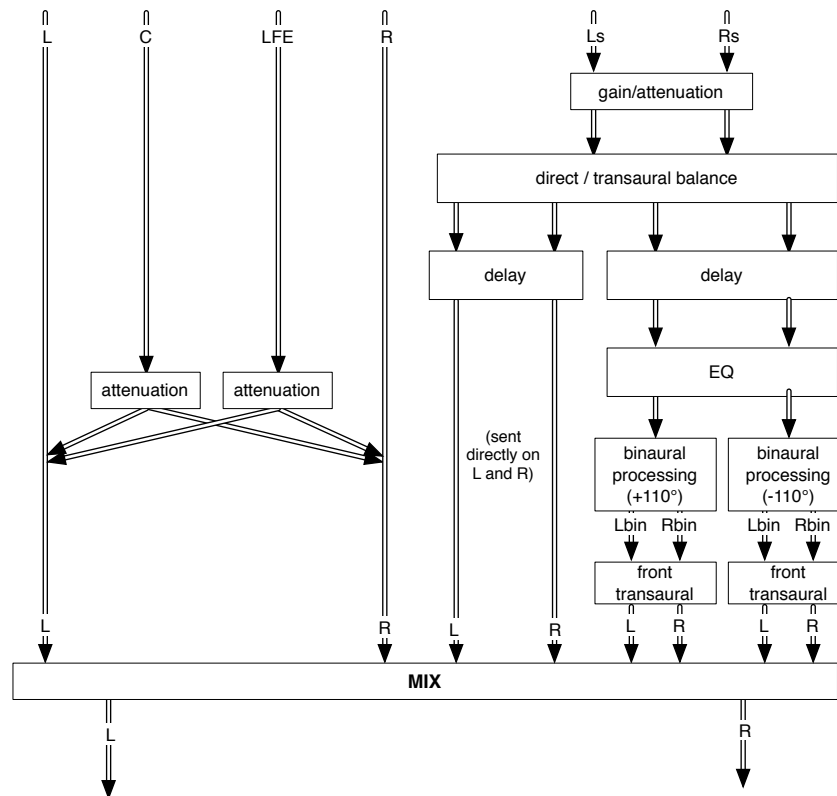 L C LFE R Ls Rs
gain/attenuation
direct / transaural balance
delay delay
EQ
attenuation attenuation
(sent
directly on
L and R)
binaural
processing
(+110°)
binaural
processing
(-110°)
Lbin Rbin Lbin Rbin
front
transaural
front
transaural
L R L R L R L R
MIX
L R